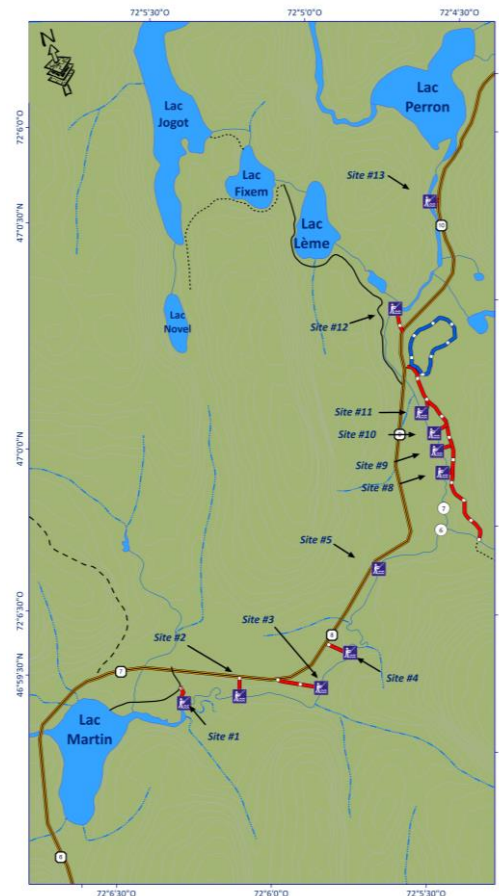 72°5'30"O
72°5'0"O
72°4'30"O
N
Lac
Perron
Lac
Jogot
72°6'0"O
Lac
Fixem
Site #13
Lac
Lème
47°0'30"N
10
Lac
Novel
Site #12
Site #11
Site #10
47°0'0"N
Site #9
Site #8
7
6
Site #5
72°6'30"O
Site #3
Site #2
8
46°59'30"N
7
Site #4
Lac
Martin
Site #1
6
72°6'30"O
72°6'0"O
72°5'30"O